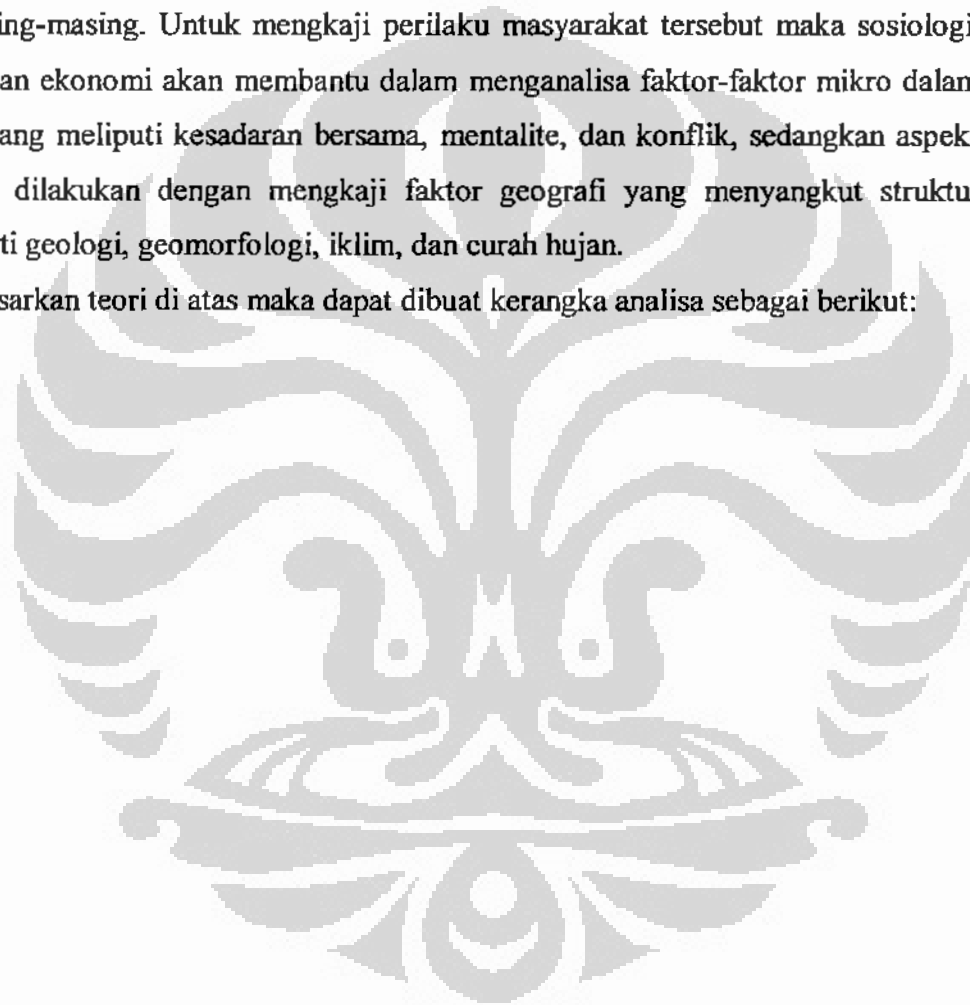 ing-masing. Untuk mengkaji perilaku masyarakat tersebut maka sosiologi
an ekonomi akan membantu dalam menganalisa faktor-faktor mikro dalam
ang meliputi kesadaran bersama, mentalite, dan konflik, sedangkan aspek
dilakukan dengan mengkaji faktor geografi yang menyangkut struktu
ti geologi, geomorfologi, iklim, dan curah hujan.
sarkan teori di atas maka dapat dibuat kerangka analisa sebagai berikut: